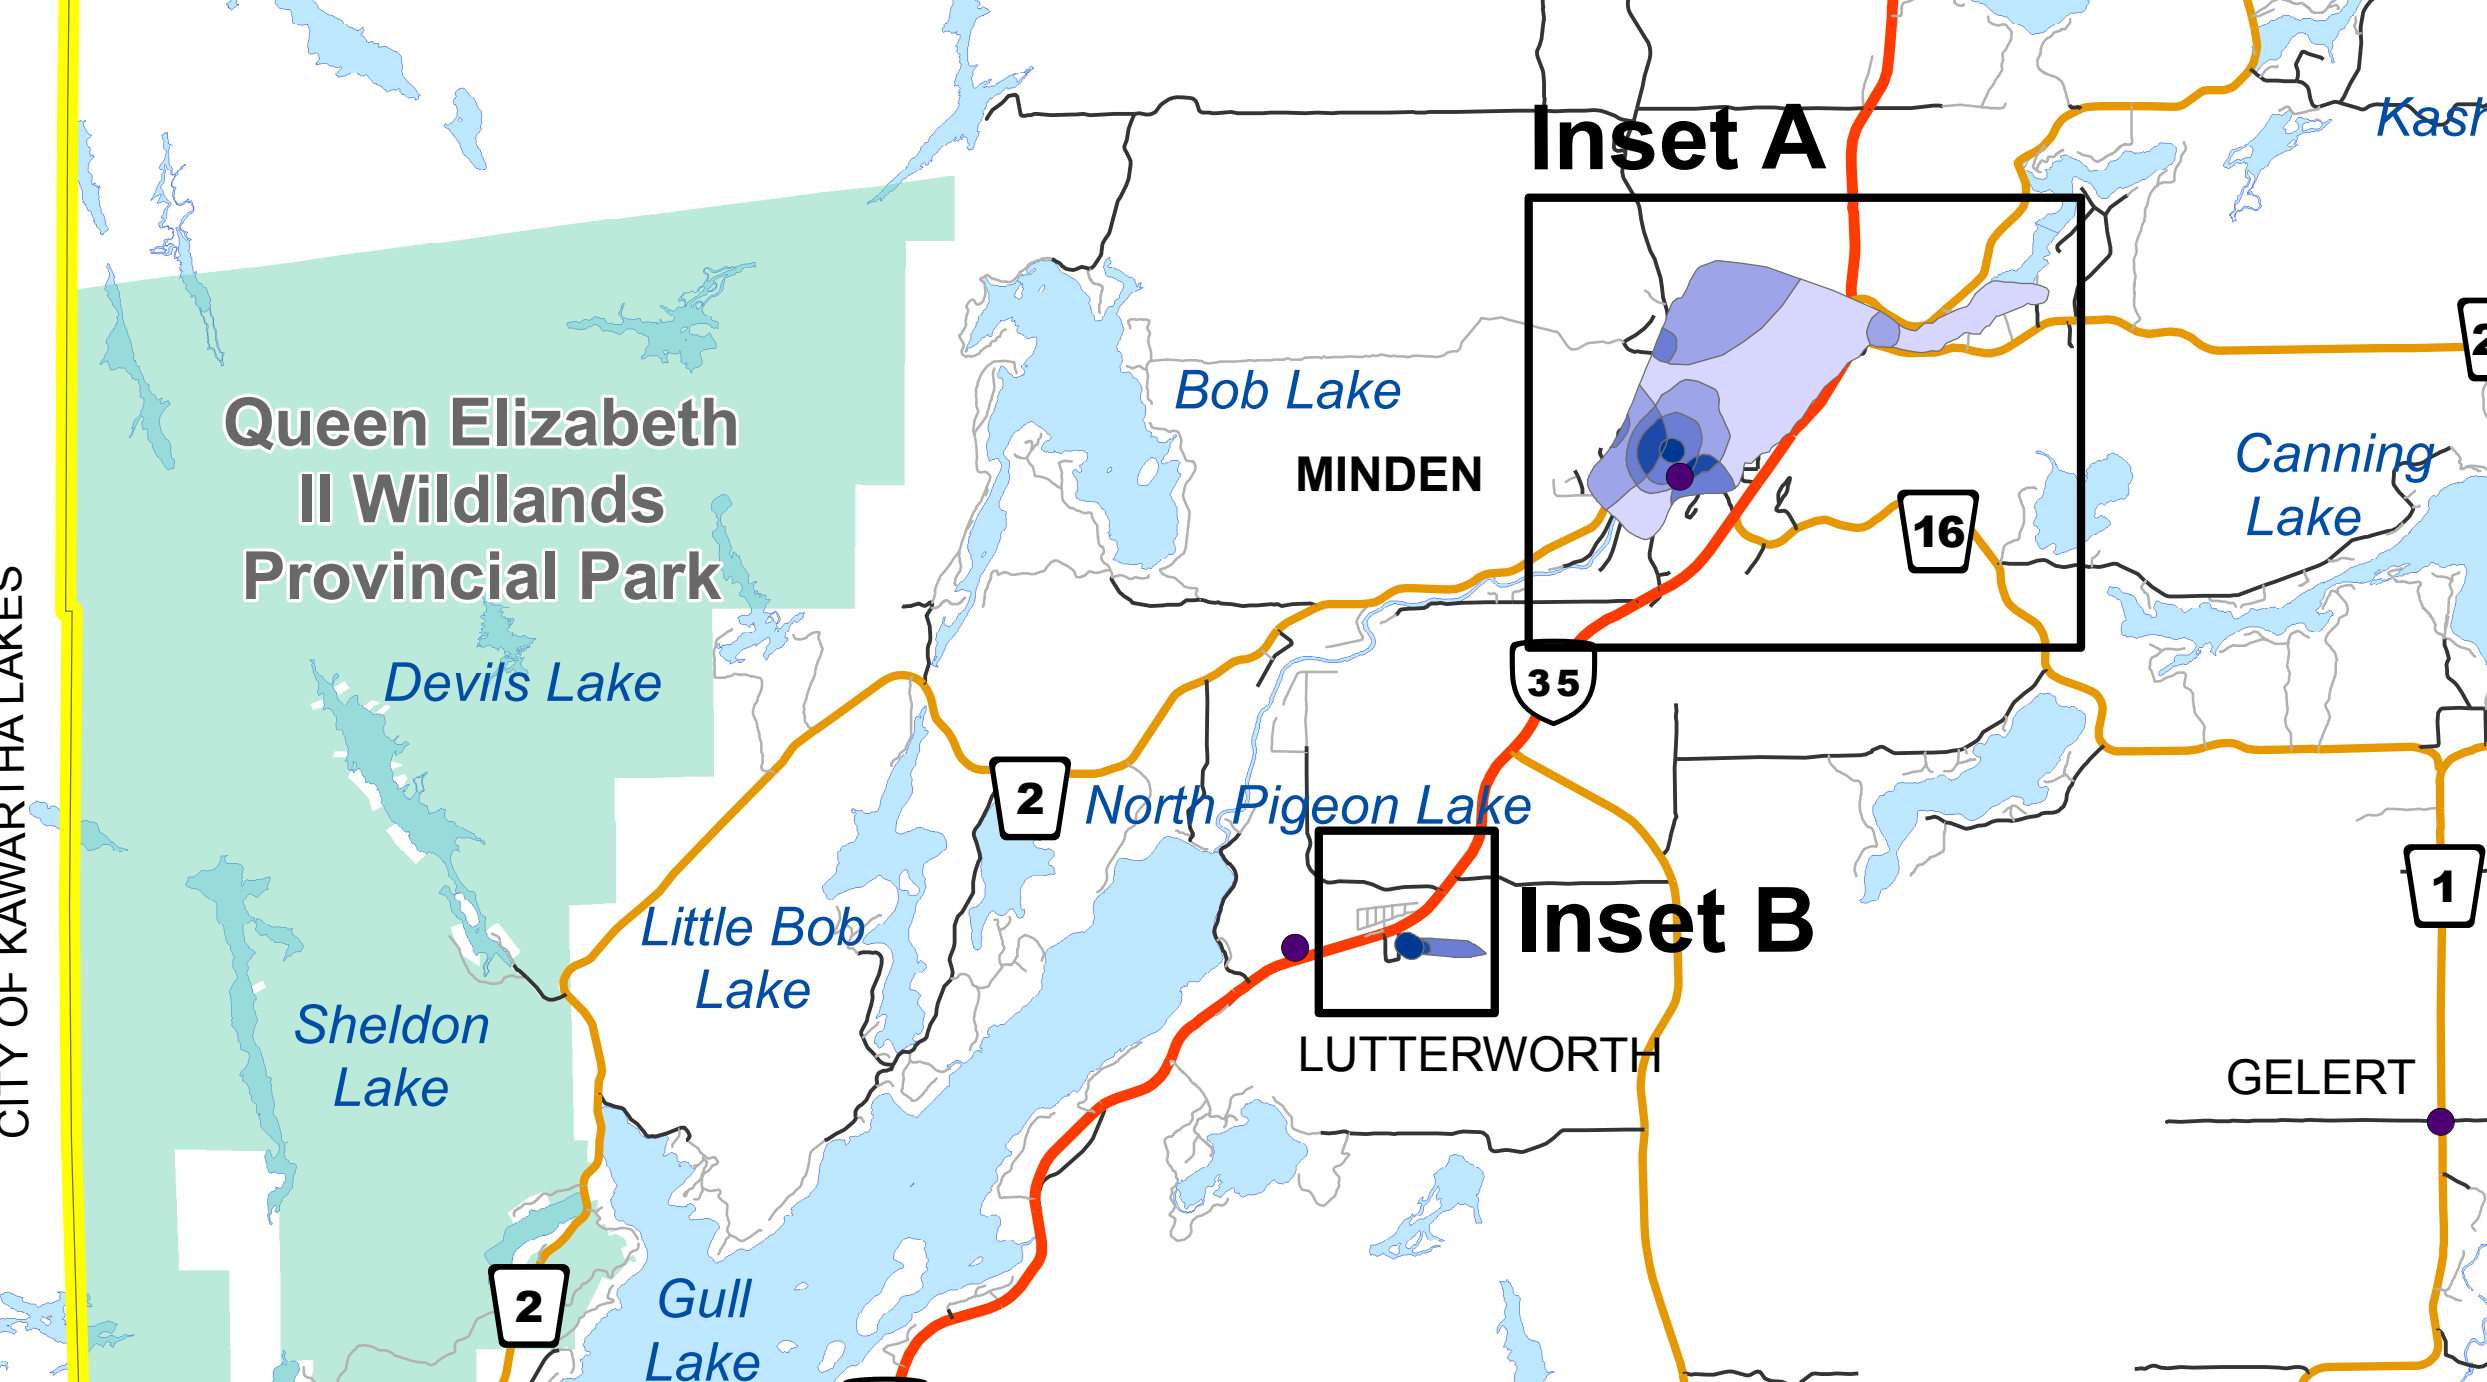 Inset A
Kash
Queen Elizabeth
II Wildlands
Provincial Park
Bob Lake
MINDEN
2
Canning
Lake
16
CITY OF KAWARTHA LAKES
Devils Lake
35
2
North Pigeon Lake
1
Little Bob
Lake
Inset B
Sheldon
Lake
LUTTERWORTH
GELERT
2
Gull
Lake